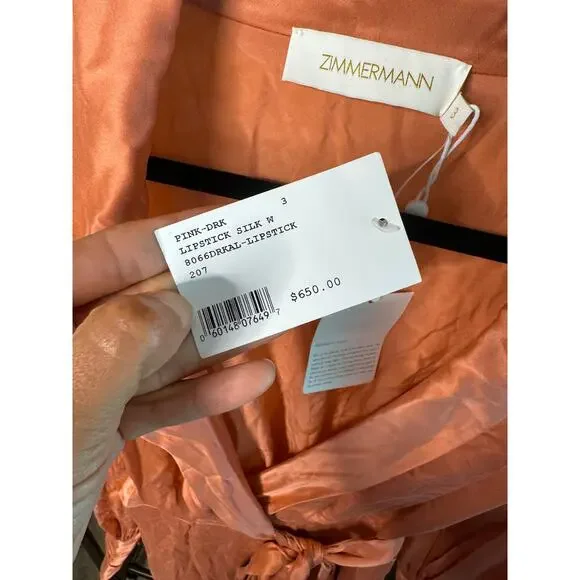 ZIMMERMANN
3
PINK-DRK
LIPSTICK SILK W
8066DRKAL-LIPSTICK
207
$650.00
0 60148 07649 7